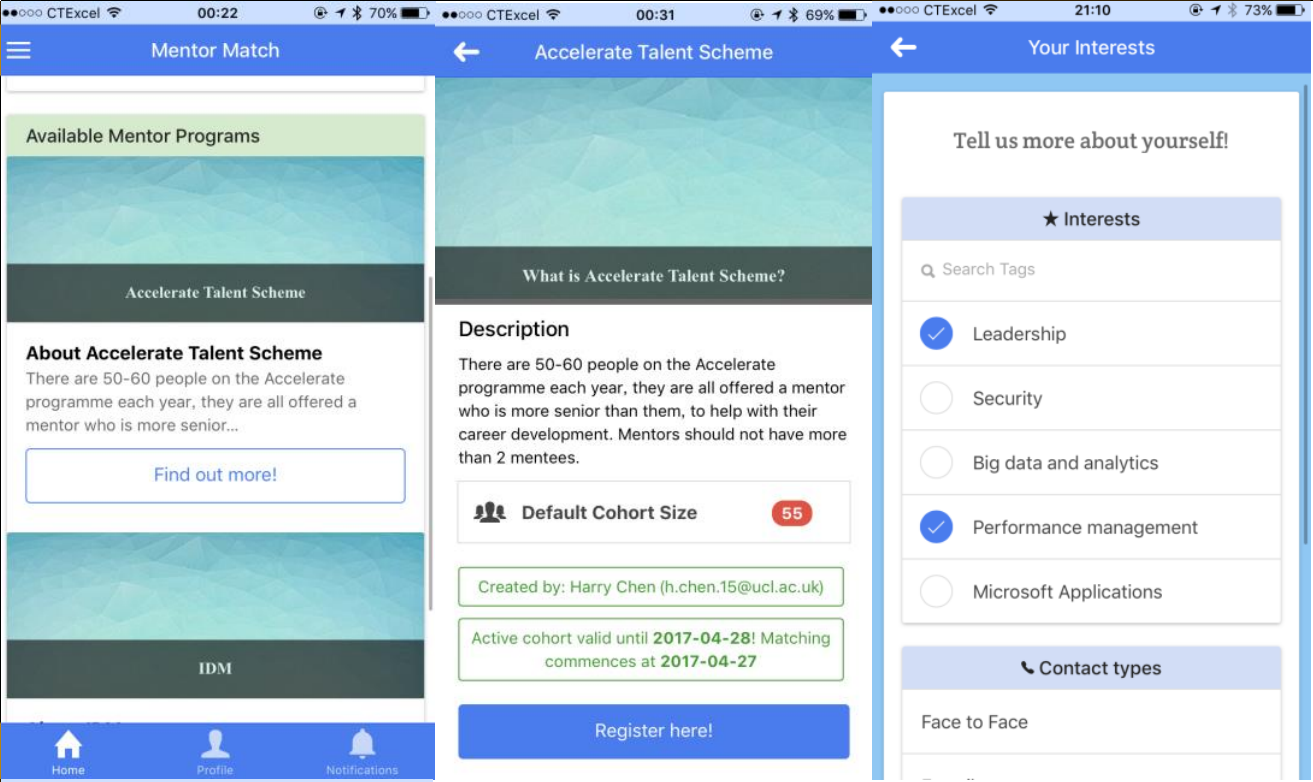 CTExcel 00:22 70%
Mentor Match
Available Mentor Programs
Accelerate Talent Scheme
About Accelerate Talent Scheme
There are 50-60 people on the Accelerate
programme each year, they are all offered a
mentor who is more senior...
Find out more!
IDM
Home Profile Notifications
CTExcel 00:31 69%
Accelerate Talent Scheme
What is Accelerate Talent Scheme?
Description
There are 50-60 people on the Accelerate
programme each year, they are all offered a mentor
who is more senior than them, to help with their
career development. Mentors should not have more
than 2 mentees.
Default Cohort Size 55
Created by: Harry Chen (h.chen.15@ucl.ac.uk)
Active cohort valid until 2017-04-28! Matching
commences at 2017-04-27
Register here!
CTExcel 21:10 73%
Your Interests
Tell us more about yourself!
Interests
Search Tags
Leadership
Security
Big data and analytics
Performance management
Microsoft Applications
Contact types
Face to Face